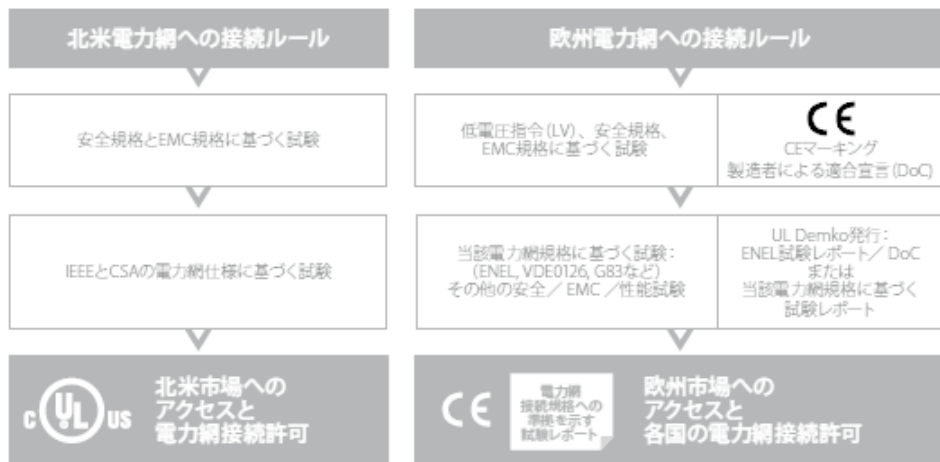 北米電力網への接続ルール
安全規格とEMC規格に基づく試験
IEEEとCSAの電力網仕様に基づく試験
C UL US
北米市場への
アクセスと
電力網接続許可
欧州電力網への接続ルール
低電圧指令(LV)、安全規格、
EMC規格に基づく試験
CE
CEマーキング
製造者による適合宣言(DoC)
当該電力網規格に基づく試験：
(ENEL, VDE0126, G83など)
その他の安全／EMC／性能試験
UL Demko発行：
ENEL試験レポート／DoC
または
当該電力網規格に基づく
試験レポート
CE
電力網
接続規格への
準拠を示す
試験レポート
欧州市場への
アクセスと
各国の電力網接続許可